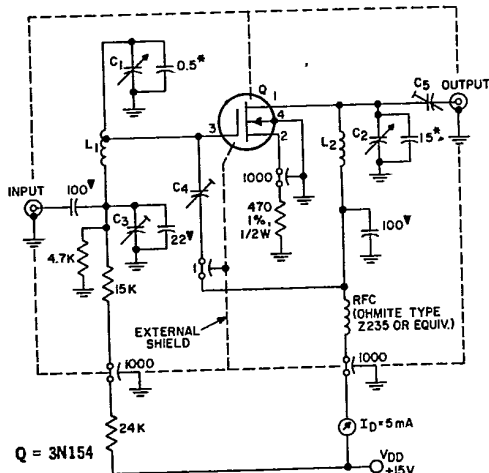 C1
0.5*
Q
1
C5 OUTPUT
3
4
2
L1
L2
C2
15*
C4
INPUT
100▼
1000
C3
22▼
470
1%,
1/2W
100▼
4.7K
15K
1
EXTERNAL
SHIELD
RFC
(OHMITE TYPE
Z235 OR EQUIV.)
1000
1000
24K
ID=5mA
Q = 3N154
VDD
+15V